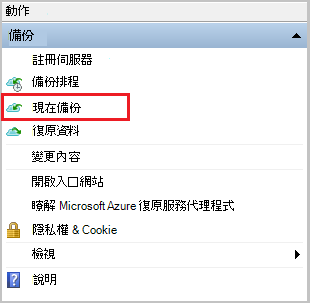 動作
備份
註冊伺服器
備份排程
現在備份
復原資料
變更內容
開啟入口網站
瞭解 Microsoft Azure 復原服務代理程式
隱私權 & Cookie
檢視
說明